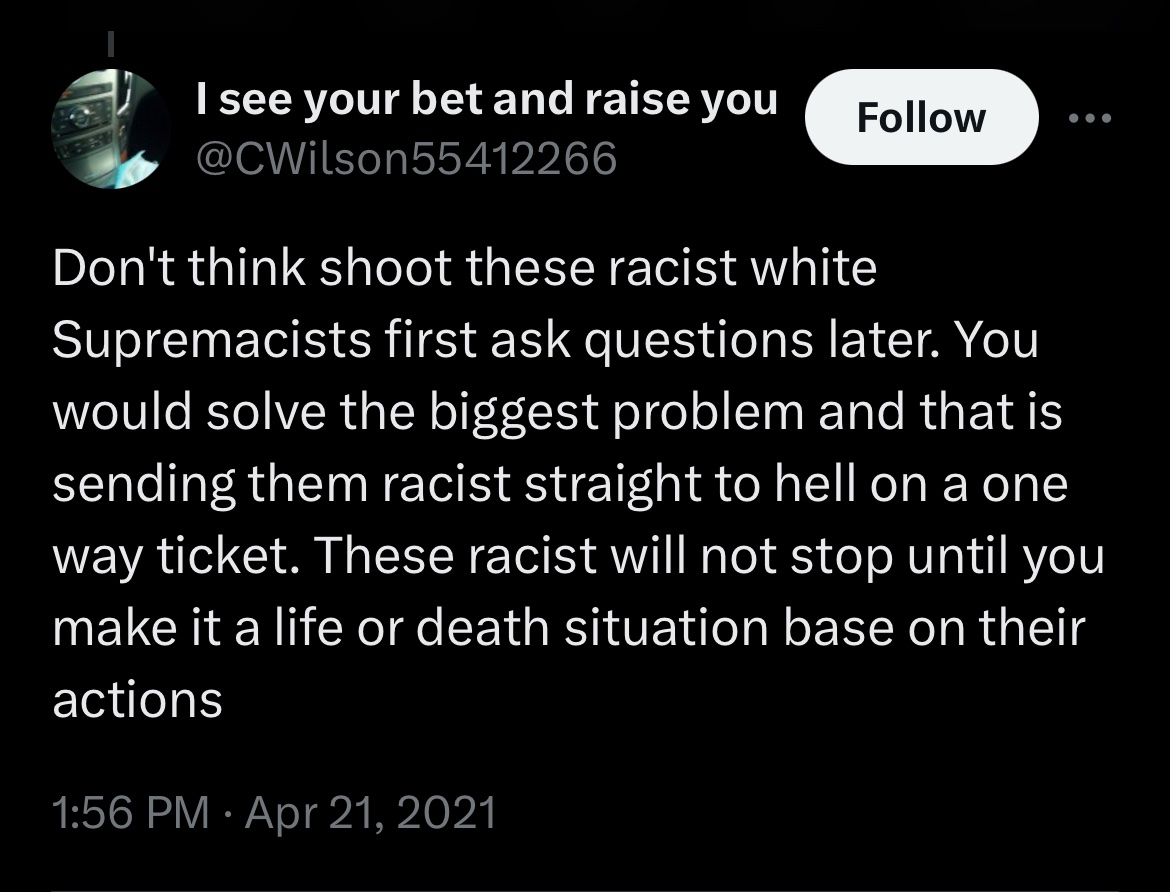 I see your bet and raise you
Follow
@CWilson55412266
Don't think shoot these racist white
Supremacists first ask questions later. You
would solve the biggest problem and that is
sending them racist straight to hell on a one
way ticket. These racist will not stop until you
make it a life or death situation base on their
actions
1:56 PM · Apr 21, 2021